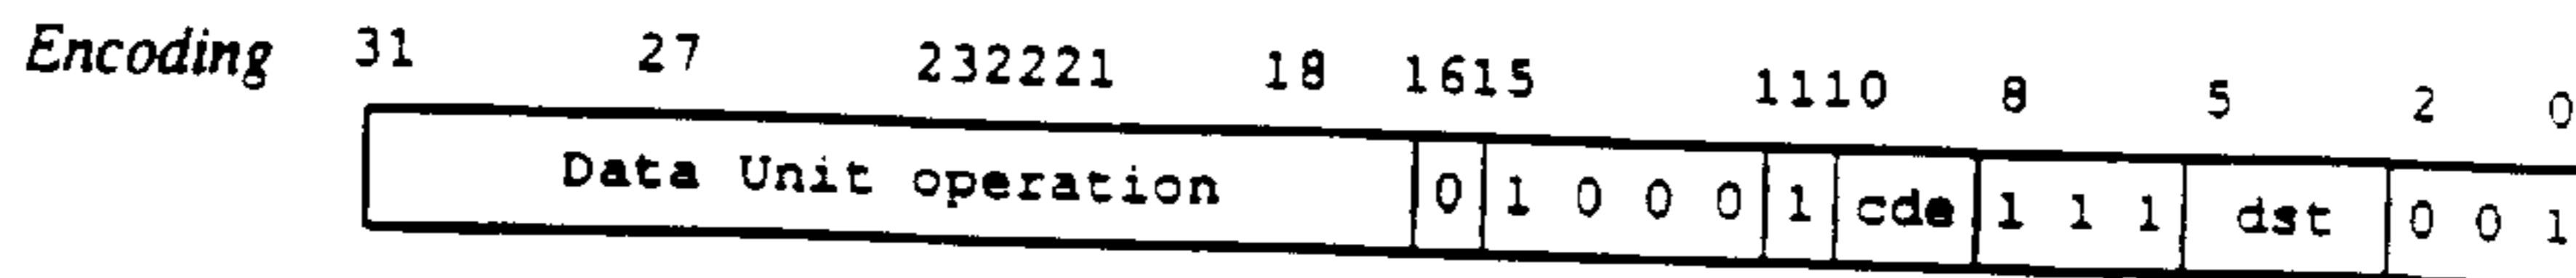 Encoding 31 27 232221 18 1615 1110 8 5 2 0
Data Unit operation 0 1 0 0 0 1 cde 1 1 1 dst 0 0 1